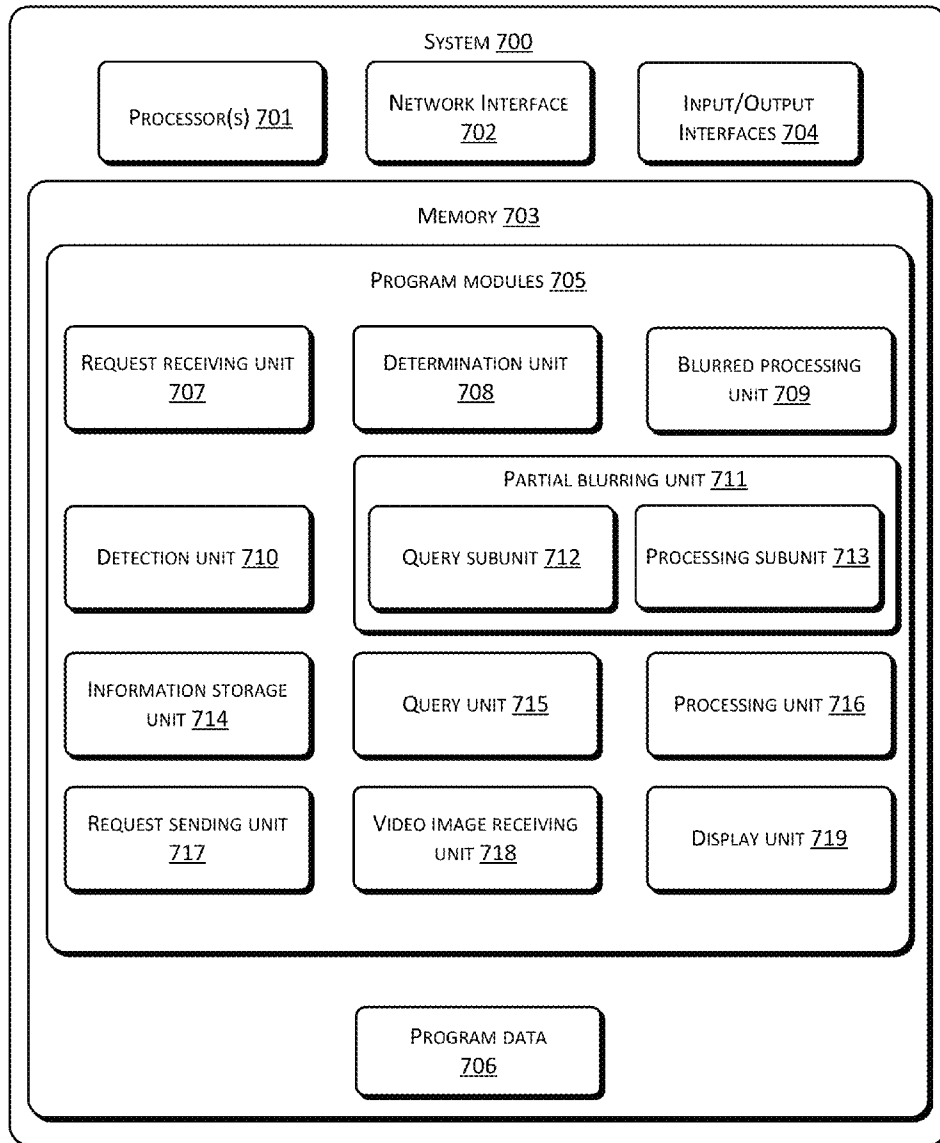 SYSTEM 700
PROCESSOR(S) 701
NETWORK INTERFACE
702
INPUT/OUTPUT
INTERFACES 704
MEMORY 703
PROGRAM MODULES 705
REQUEST RECEIVING UNIT
707
DETERMINATION UNIT
708
BLURRED PROCESSING
UNIT 709
DETECTION UNIT 710
PARTIAL BLURRING UNIT 711
QUERY SUBUNIT 712
PROCESSING SUBUNIT 713
INFORMATION STORAGE
UNIT 714
QUERY UNIT 715
PROCESSING UNIT 716
REQUEST SENDING UNIT
717
VIDEO IMAGE RECEIVING
UNIT 718
DISPLAY UNIT 719
PROGRAM DATA
706